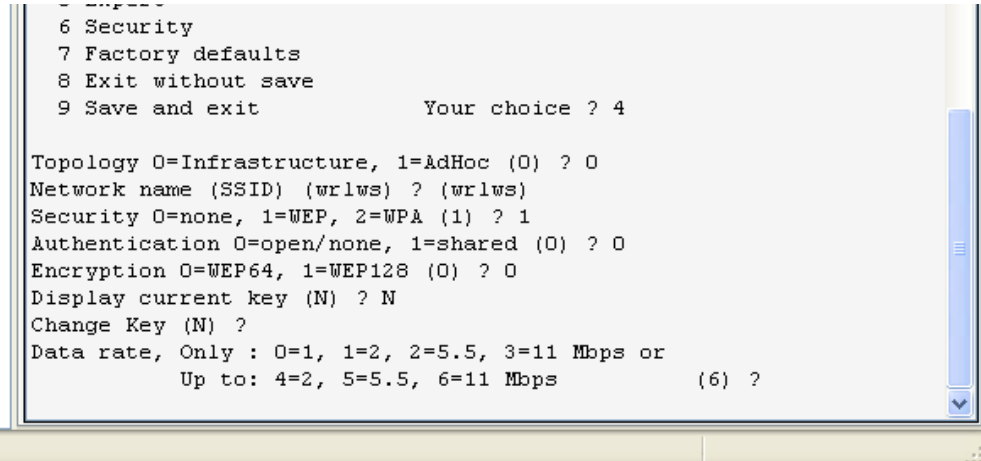 6 Security
7 Factory defaults
8 Exit without save
9 Save and exit Your choice ? 4
Topology 0=Infrastructure, 1=AdHoc (0) ? 0
Network name (SSID) (wrlws) ? (wrlws)
Security 0=none, 1=WEP, 2=WPA (1) ? 1
Authentication 0=open/none, 1=shared (0) ? 0
Encryption 0=WEP64, 1=WEP128 (0) ? 0
Display current key (N) ? N
Change Key (N) ?
Data rate, Only : 0=1, 1=2, 2=5.5, 3=11 Mbps or
Up to: 4=2, 5=5.5, 6=11 Mbps (6) ?